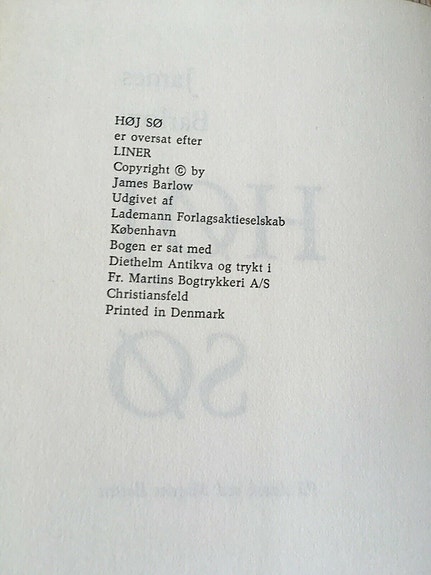 HØJ SØ
er oversat efter
LINER
Copyright © by
James Barlow
Udgivet af
Lademann Forlagsaktieselskab
København
Bogen er sat med
Diethelm Antikva og trykt i
Fr. Martins Bogtrykkeri A/S
Christiansfeld
Printed in Denmark